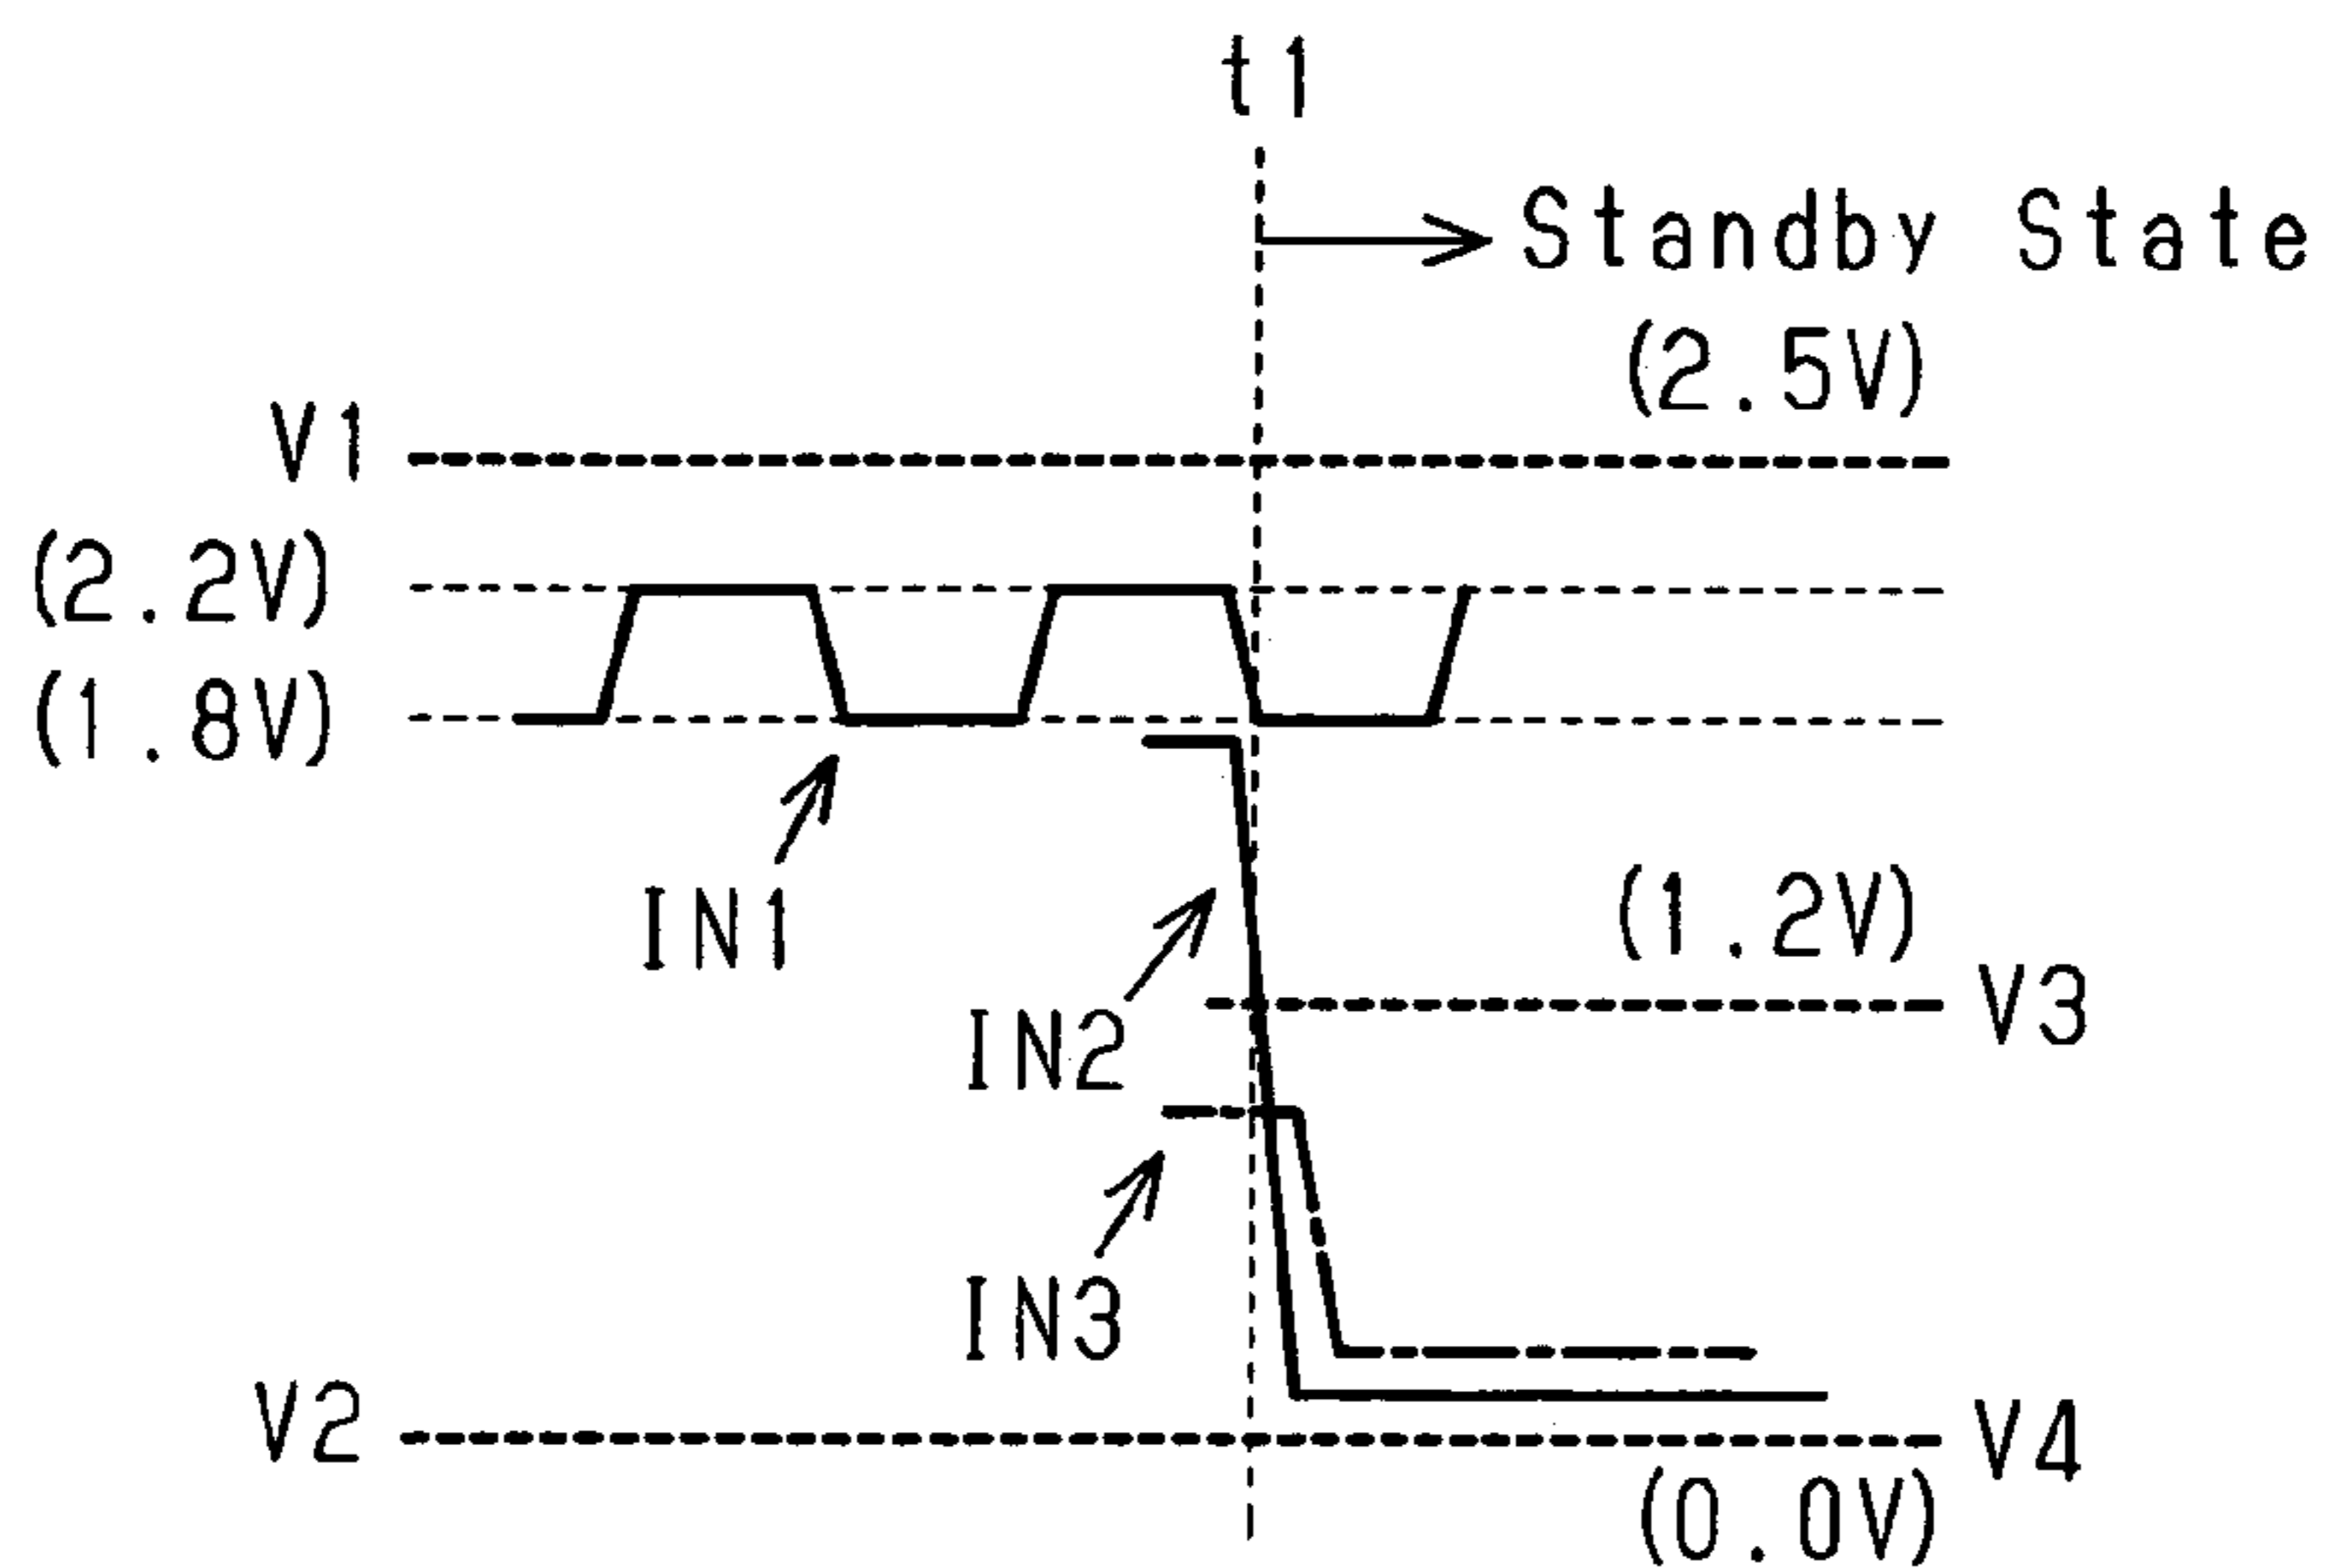 t1
Standby State
(2.5V)
V1
(2.2V)
(1.8V)
IN1
(1.2V)
IN2
V3
IN3
V2
V4
(0.0V)